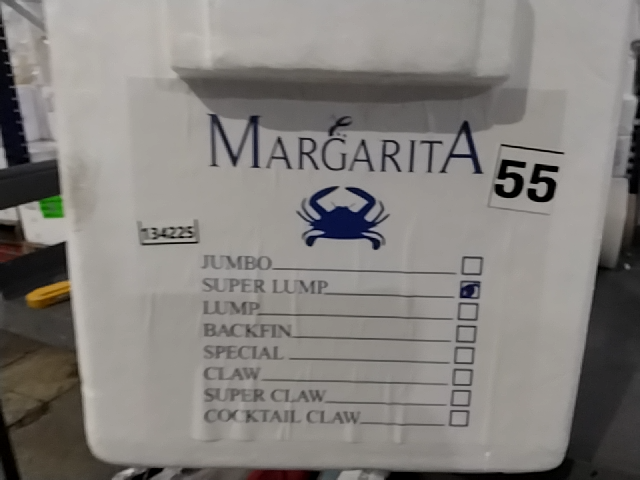 MARGARITA
55
134225
JUMBO
SUPER LUMP
LUMP
BACKFIN
SPECIAL
CLAW
SUPER CLAW
COCKTAIL CLAW